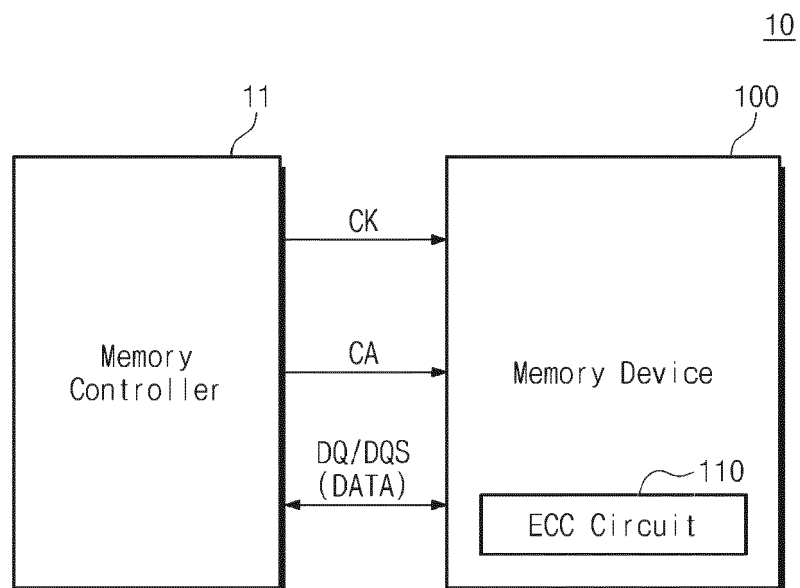 10
11
100
CK
Memory
Controller
CA
Memory Device
DQ/DQS
(DATA)
110
ECC Circuit